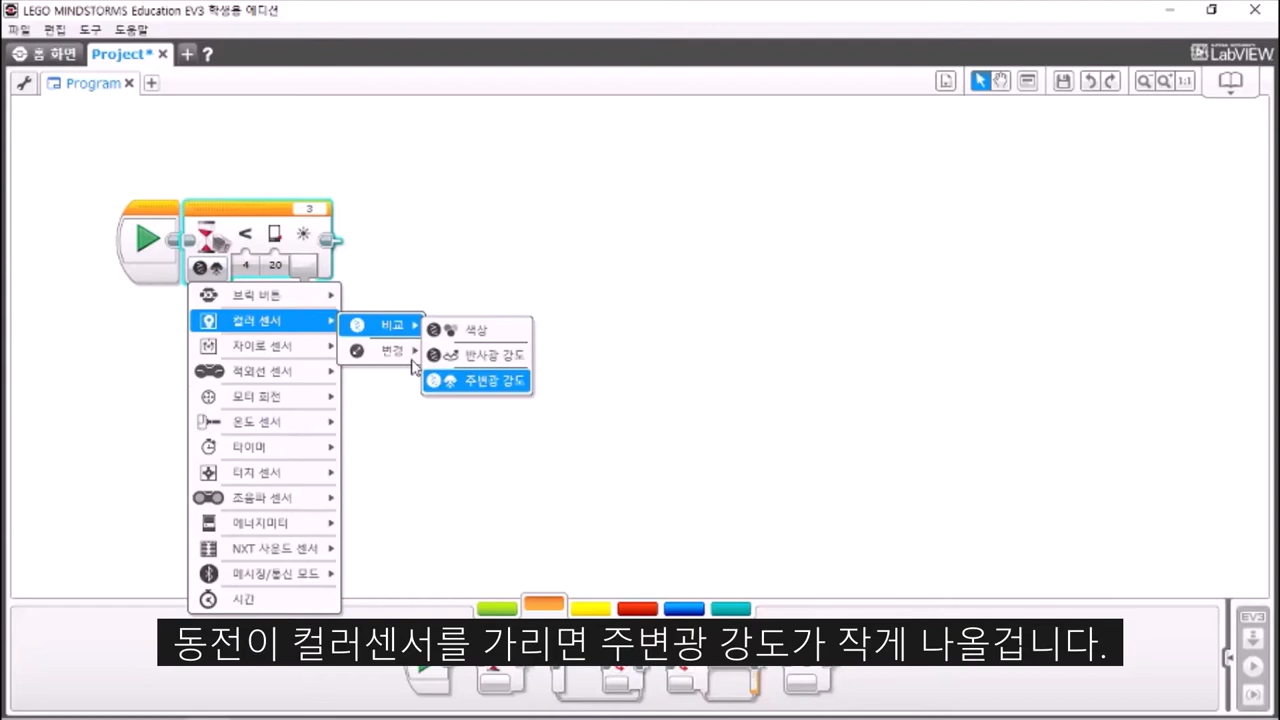 LEGO MINDSTORMS Education EV3 학생용 에디션
파일 편집 도구 도움말
홈 화면 Project* + ?
LabVIEW
Program
1:1
3
<
4 20
브릭 버튼
컬러 센서
자이로 센서
적외선 센서
모터 회전
온도 센서
타이머
터치 센서
초음파 센서
에너지미터
NXT 사운드 센서
메시징/통신 모드
시간
비교
변경
색상
반사광 강도
주변광 강도
EV3
동전이 컬러센서를 가리면 주변광 강도가 작게 나올겁니다.